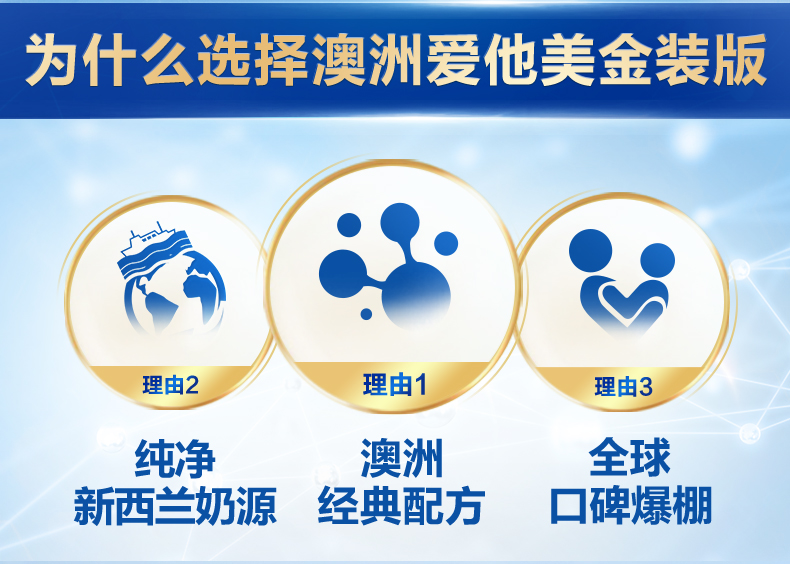 为什么选择澳洲爱他美金装版
理由2
纯净
新西兰奶源
理由1
澳洲
经典配方
理由3
全球
口碑爆棚